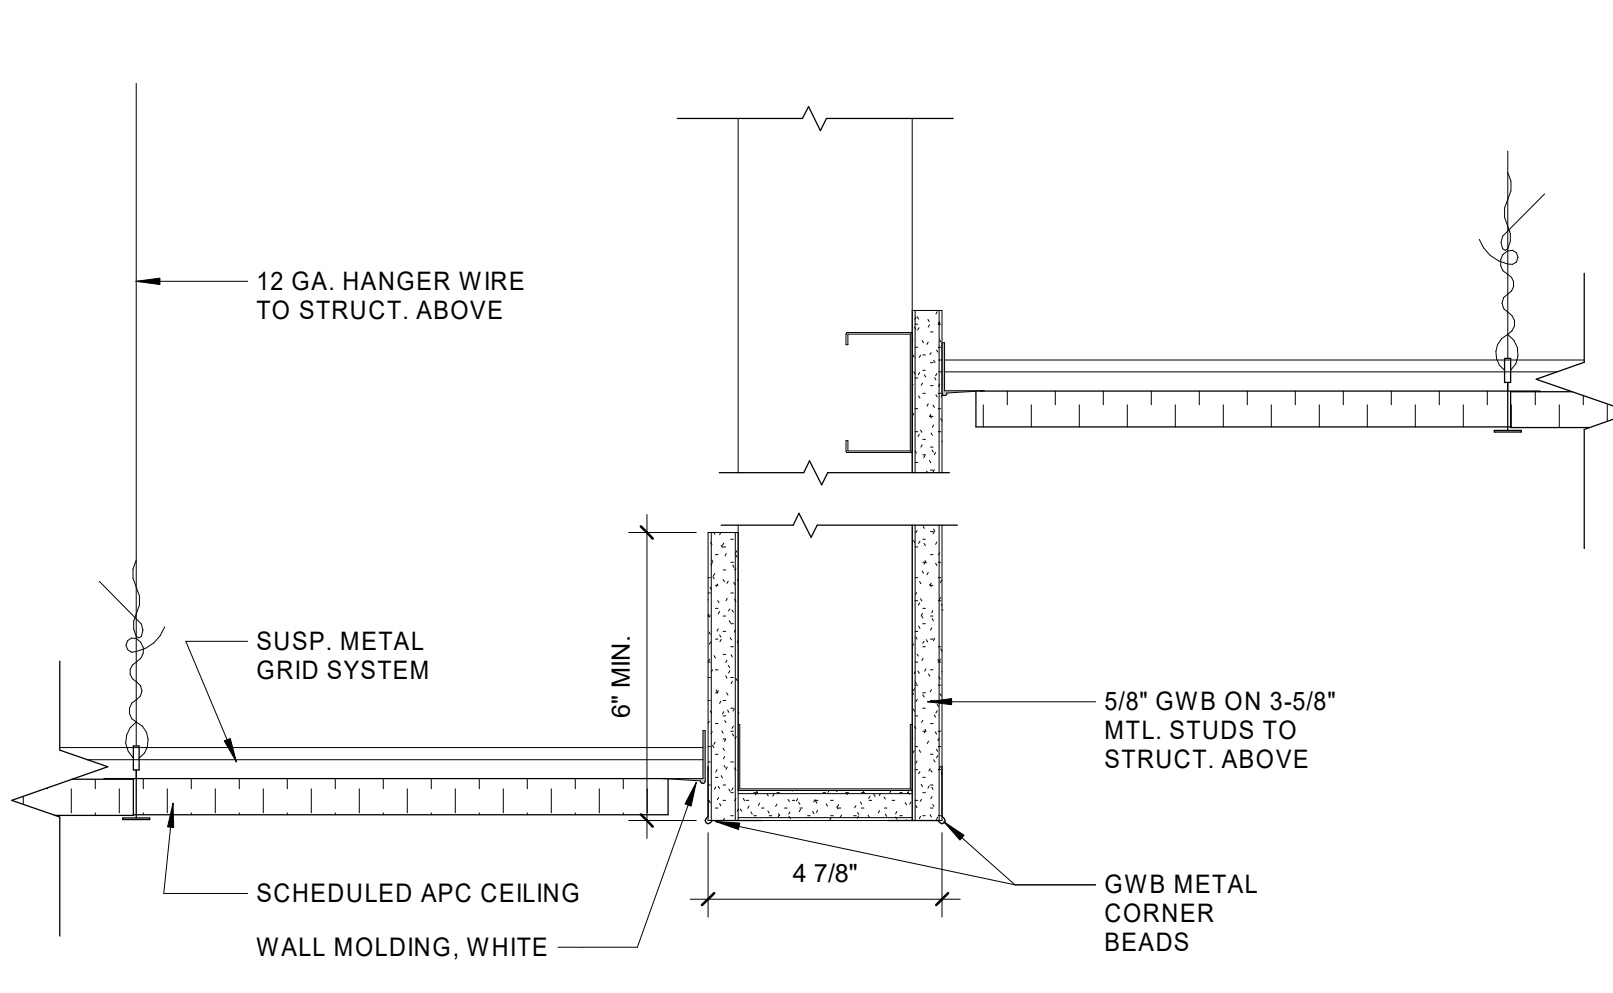 12 GA. HANGER WIRE
TO STRUCT. ABOVE
SUSP. METAL
GRID SYSTEM
6" MIN.
5/8" GWB ON 3-5/8"
MTL. STUDS TO
STRUCT. ABOVE
SCHEDULED APC CEILING
WALL MOLDING, WHITE
4 7/8"
GWB METAL
CORNER
BEADS